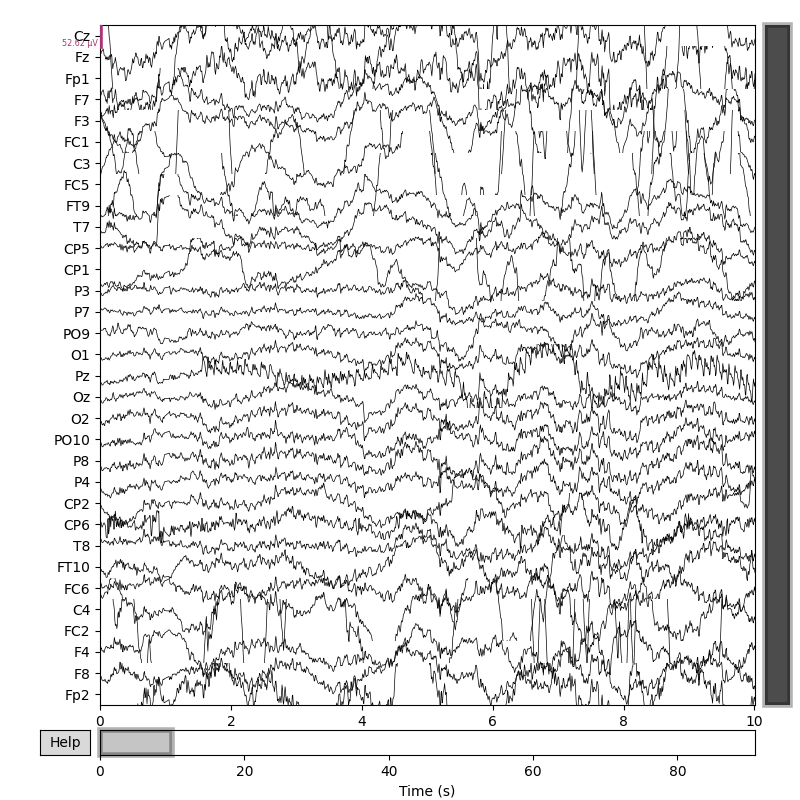 Cz
52.62 µV
Fz
Fp1
F7
F3
FC1
C3
FC5
FT9
T7
CP5
CP1
P3
P7
PO9
O1
Pz
Oz
O2
PO10
P8
P4
CP2
CP6
T8
FT10
FC6
C4
FC2
F4
F8
Fp2
0 2 4 6 8 10
Help
0 20 40 60 80
Time (s)